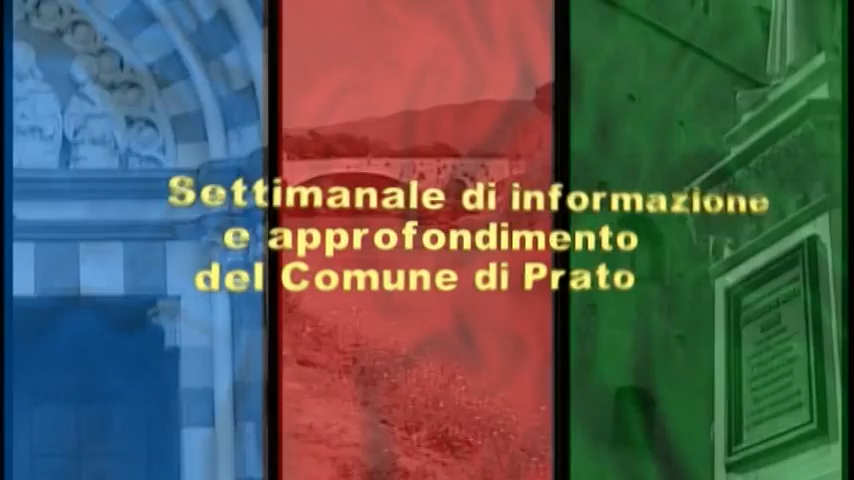 Settimanale di informazione
e approfondimento
del Comune di Prato